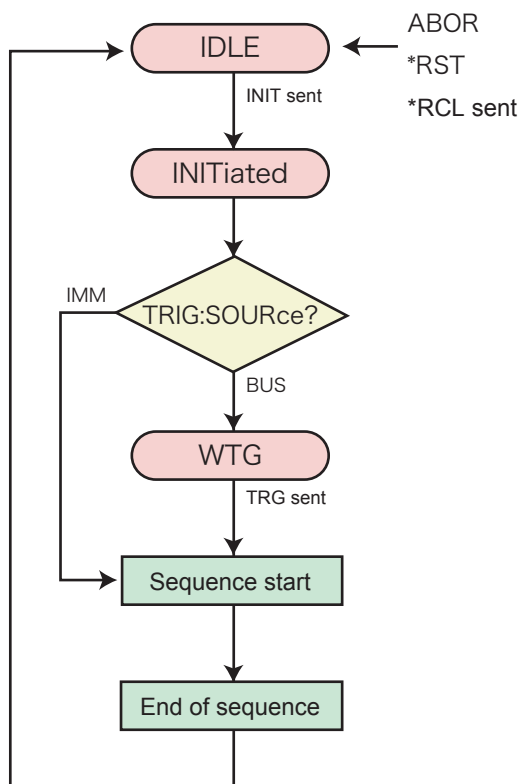 IDLE
ABOR
*RST
*RCL sent
INIT sent
INITiated
IMM
TRIG:SOURce?
BUS
WTG
TRG sent
Sequence start
End of sequence